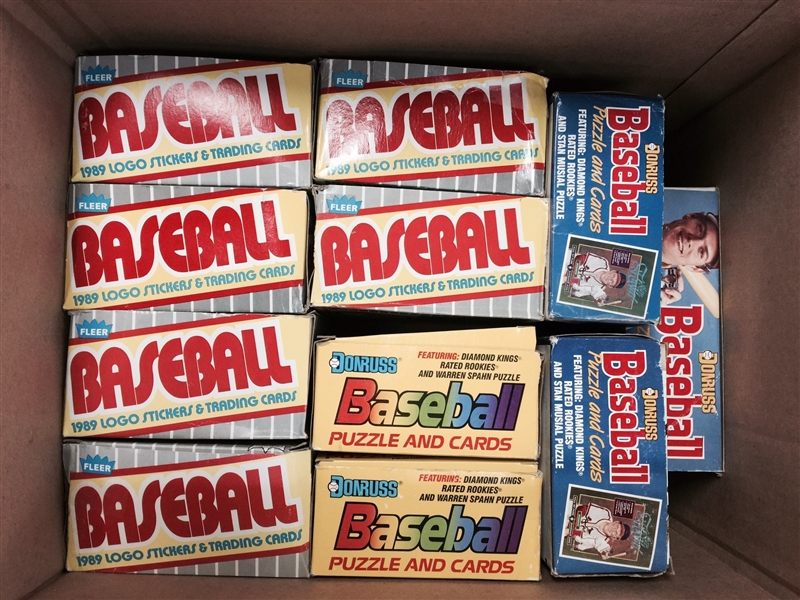 FLEER
BASEBALL
1989 LOGO STICKERS & TRADING CARDS
FLEER
BASEBALL
1989 LOGO STICKERS & TRADING CARDS
FLEER
BASEBALL
1989 LOGO STICKERS & TRADING CARDS
FLEER
BASEBALL
1989 LOGO STICKERS & TRADING CARDS
FLEER
BASEBALL
1989 LOGO STICKERS & TRADING CARDS
FLEER
BASEBALL
1989 LOGO STICKERS & TRADING CARDS
DONRUSS
FEATURING: DIAMOND KINGS®
RATED ROOKIES®
AND WARREN SPAHN PUZZLE
Baseball
PUZZLE AND CARDS
DONRUSS
FEATURING: DIAMOND KINGS®
RATED ROOKIES®
AND WARREN SPAHN PUZZLE
Baseball
PUZZLE AND CARDS
DONRUSS
Baseball
Puzzle and Cards
FEATURING: DIAMOND KINGS®
RATED ROOKIES®
AND STAN MUSIAL PUZZLE
DONRUSS
Baseball
Puzzle and Cards
FEATURING: DIAMOND KINGS®
RATED ROOKIES®
AND STAN MUSIAL PUZZLE
DONRUSS
Baseball